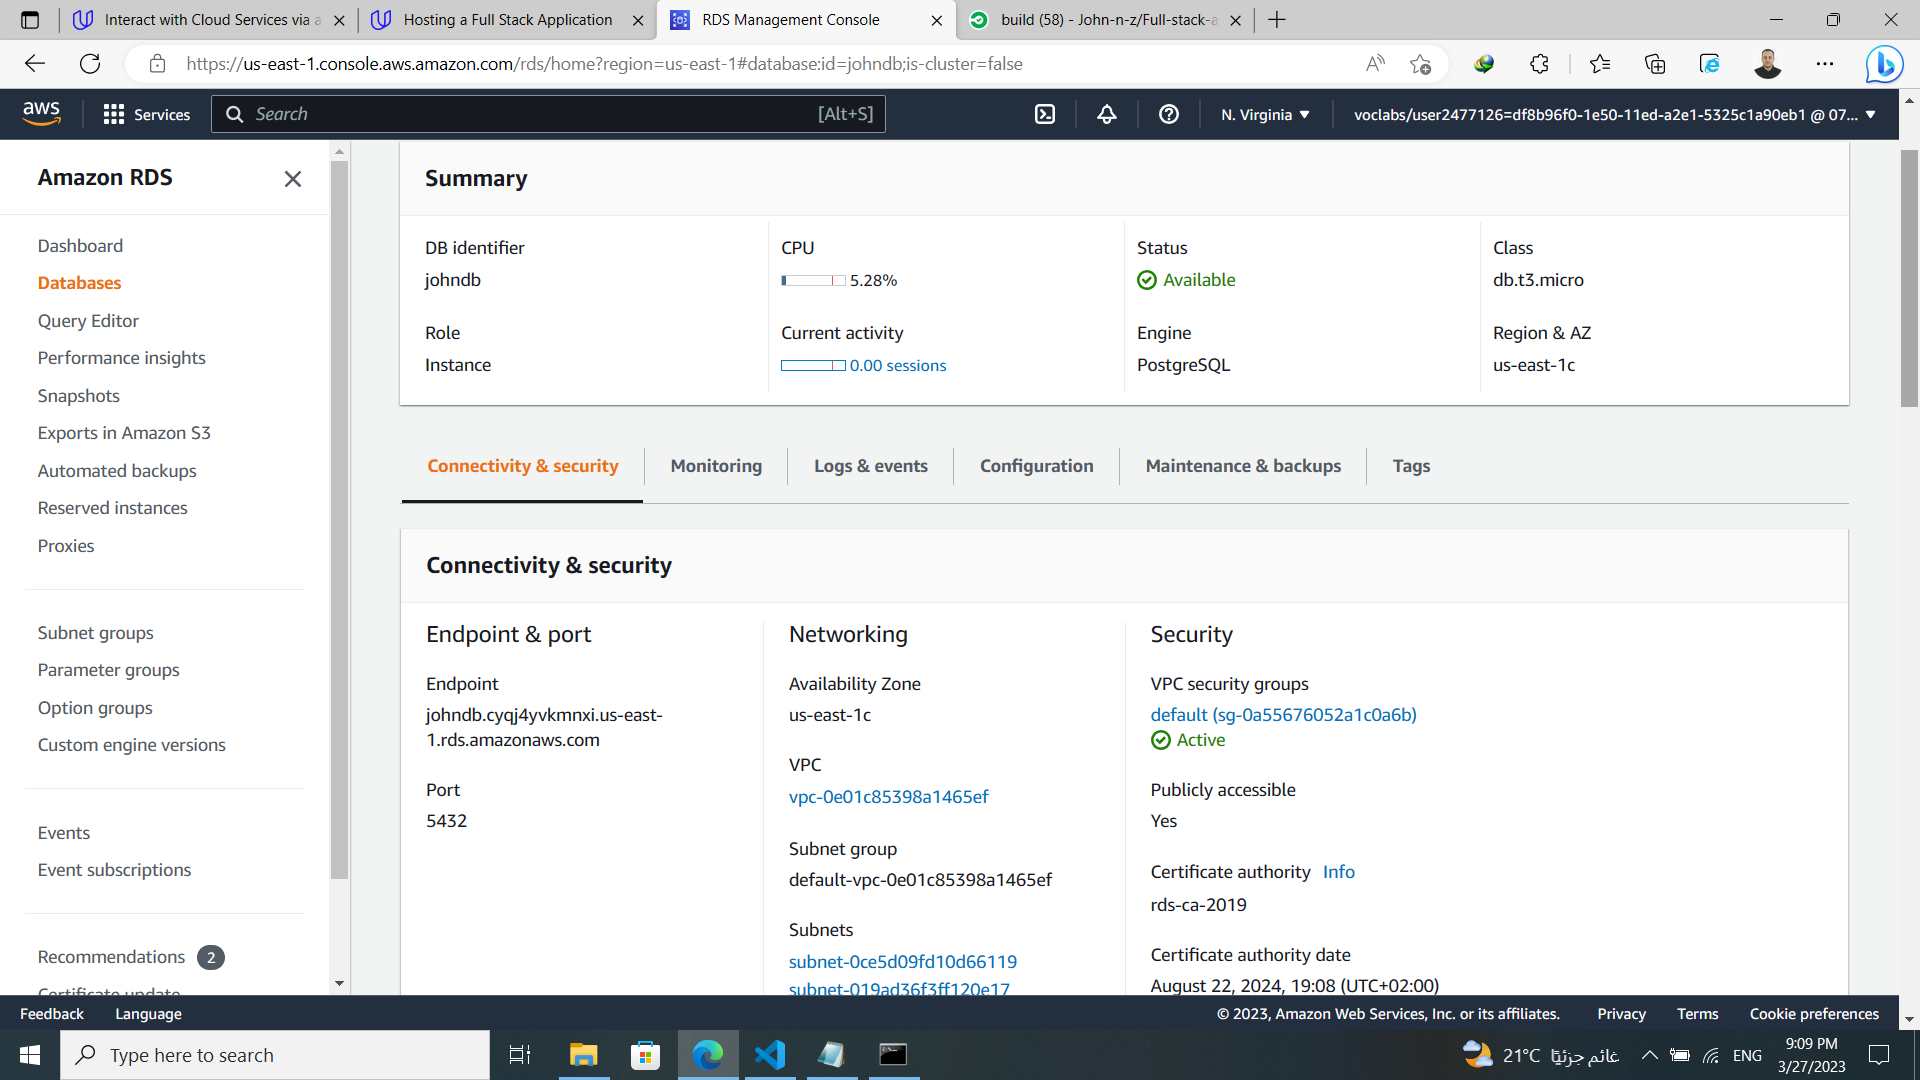 Interact with Cloud Services via a
Hosting a Full Stack Application
RDS Management Console
build (58) - John-n-z/Full-stack-a
https://us-east-1.console.aws.amazon.com/rds/home?region=us-east-1#database:id=johndb;is-cluster=false
aws
Services
Search
[Alt+S]
N. Virginia
voclabs/user2477126=df8b96f0-1e50-11ed-a2e1-5325c1a90eb1 @ 07...
Amazon RDS
Dashboard
Databases
Query Editor
Performance insights
Snapshots
Exports in Amazon S3
Automated backups
Reserved instances
Proxies
Subnet groups
Parameter groups
Option groups
Custom engine versions
Events
Event subscriptions
Recommendations 2
Certificate update
Summary
DB identifier
johndb
CPU
5.28%
Status
Available
Class
db.t3.micro
Role
Instance
Current activity
0.00 sessions
Engine
PostgreSQL
Region & AZ
us-east-1c
Connectivity & security
Monitoring
Logs & events
Configuration
Maintenance & backups
Tags
Connectivity & security
Endpoint & port
Endpoint
johndb.cyqj4yvkmnxi.us-east-
1.rds.amazonaws.com
Port
5432
Networking
Availability Zone
us-east-1c
VPC
vpc-0e01c85398a1465ef
Subnet group
default-vpc-0e01c85398a1465ef
Subnets
subnet-0ce5d09fd10d66119
subnet-019ad36f3ff120e17
Security
VPC security groups
default (sg-0a55676052a1c0a6b)
Active
Publicly accessible
Yes
Certificate authority Info
rds-ca-2019
Certificate authority date
August 22, 2024, 19:08 (UTC+02:00)
Feedback
Language
© 2023, Amazon Web Services, Inc. or its affiliates.
Privacy
Terms
Cookie preferences
Type here to search
21°C غائم جزئيًا
ENG
9:09 PM
3/27/2023